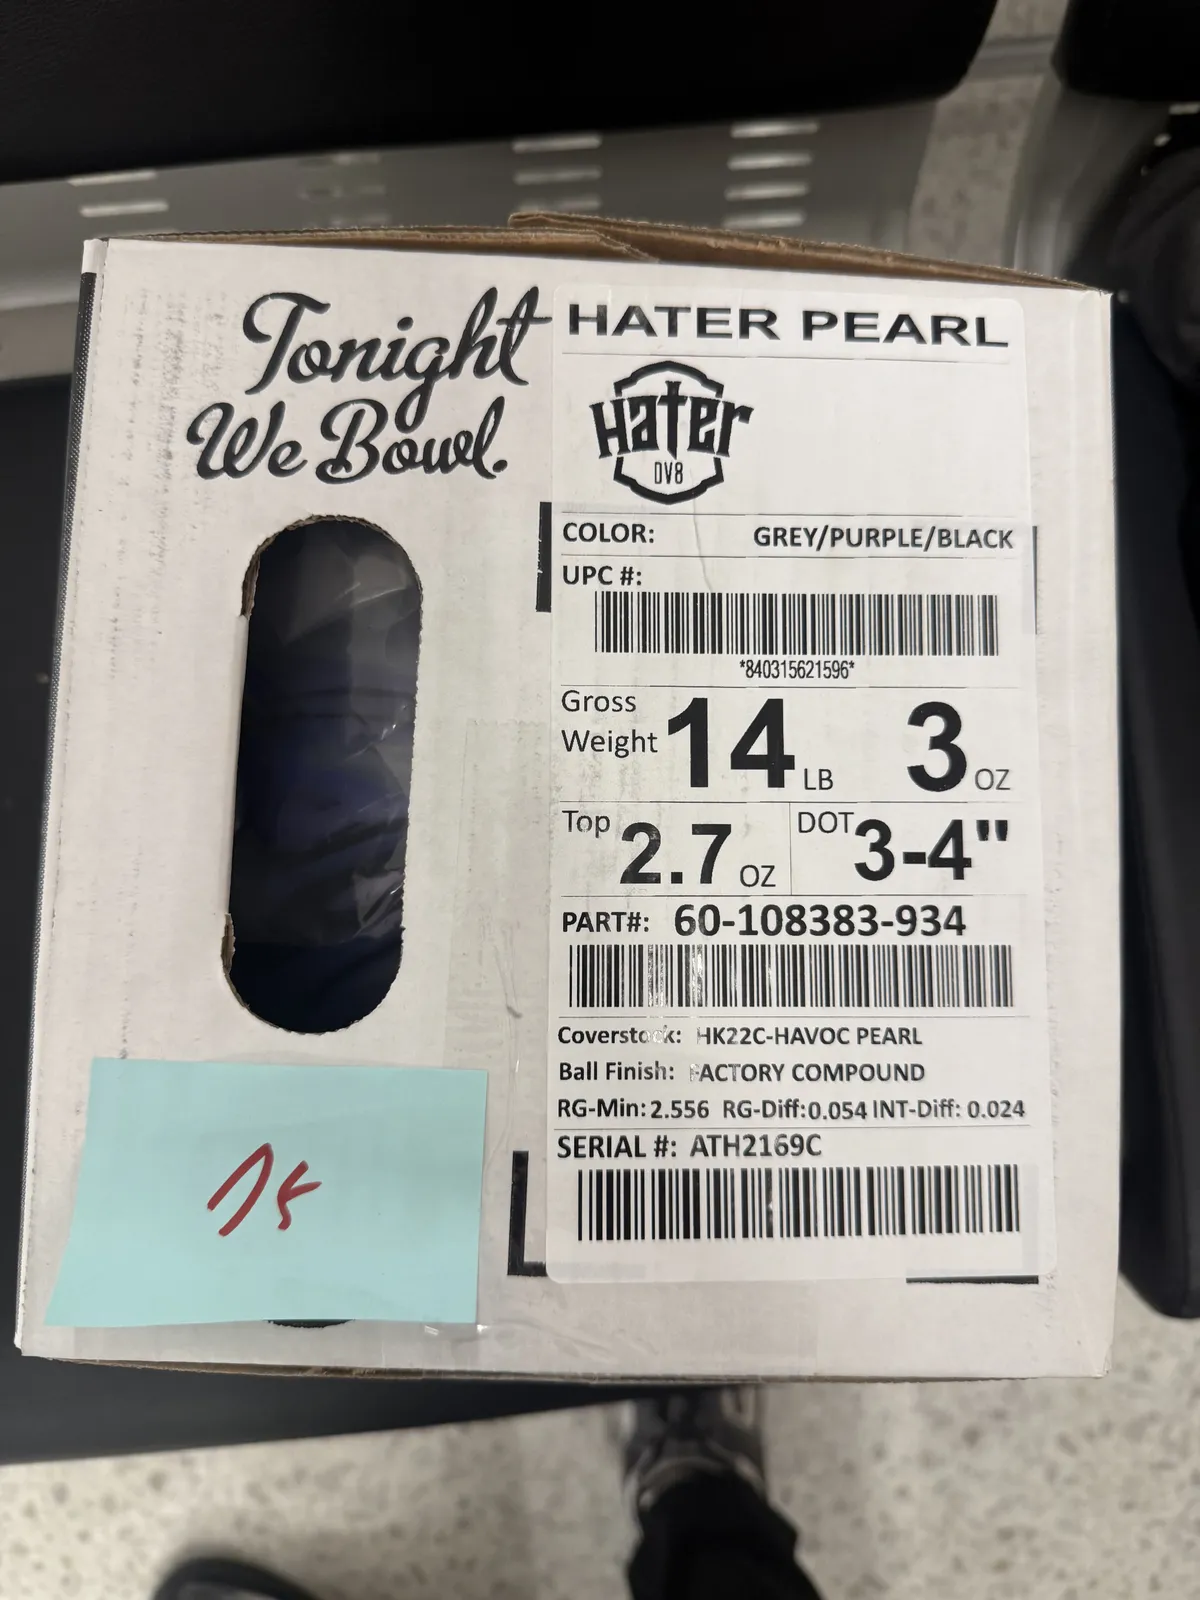 Tonight
We Bowl.
HATER PEARL
Hater
DV8
COLOR: GREY/PURPLE/BLACK
UPC #:
*840315621596*
Gross Weight 14 LB 3 OZ
Top 2.7 OZ DOT 3-4"
PART#: 60-108383-934
Coverstock: HK22C-HAVOC PEARL
Ball Finish: FACTORY COMPOUND
RG-Min: 2.556 RG-Diff: 0.054 INT-Diff: 0.024
SERIAL #: ATH2169C